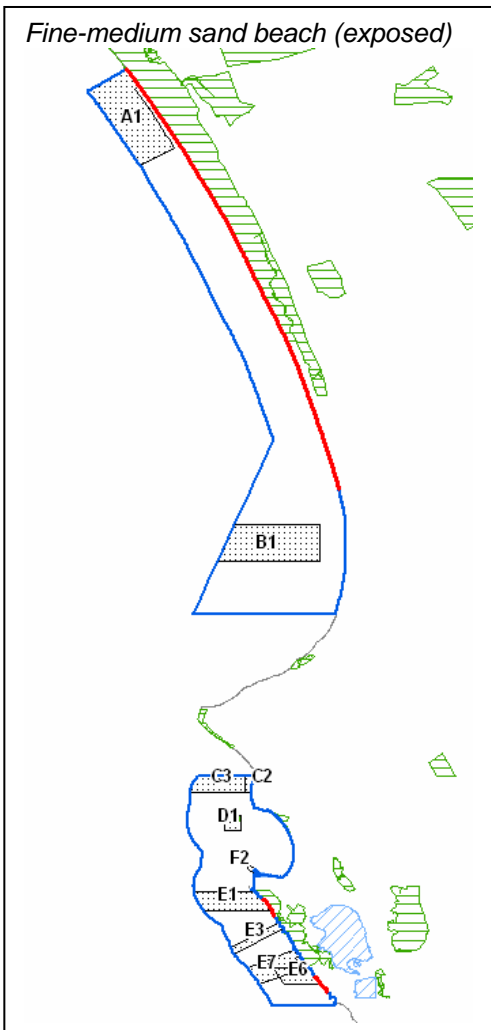 Fine-medium sand beach (exposed)
A1
B1
C3 C2
D1
F2
E1
E3
E7 E6